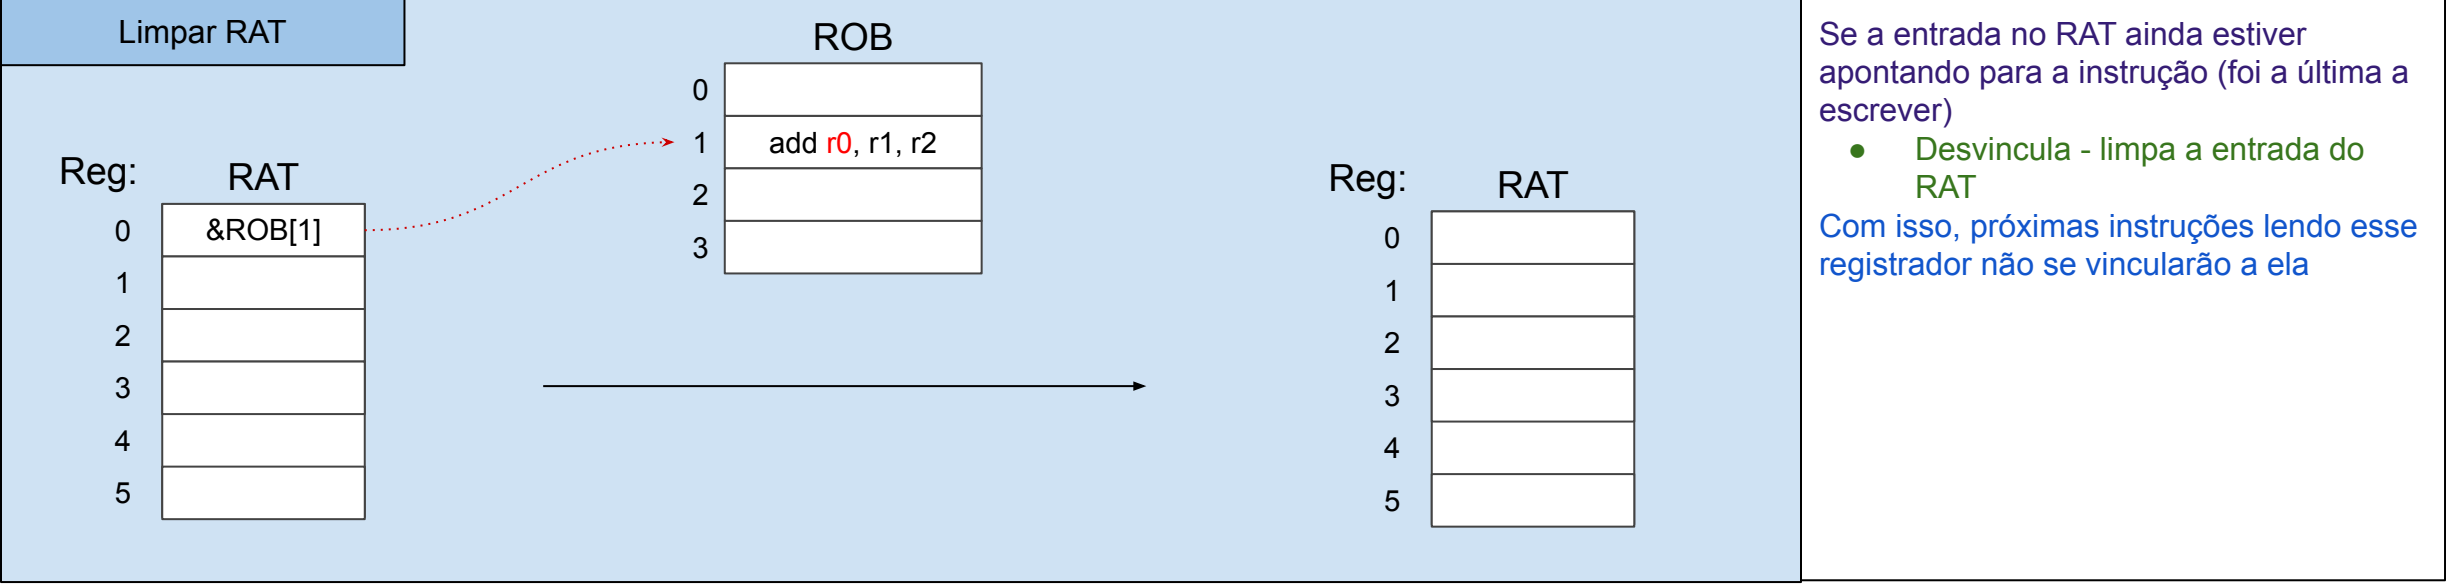 Limpar RAT
ROB
0
1 add r0, r1, r2
2
3
Reg: RAT
0 &ROB[1]
1
2
3
4
5
Reg: RAT
0
1
2
3
4
5
Se a entrada no RAT ainda estiver
apontando para a instrução (foi a última a
escrever)
● Desvincula - limpa a entrada do
RAT
Com isso, próximas instruções lendo esse
registrador não se vincularão a ela